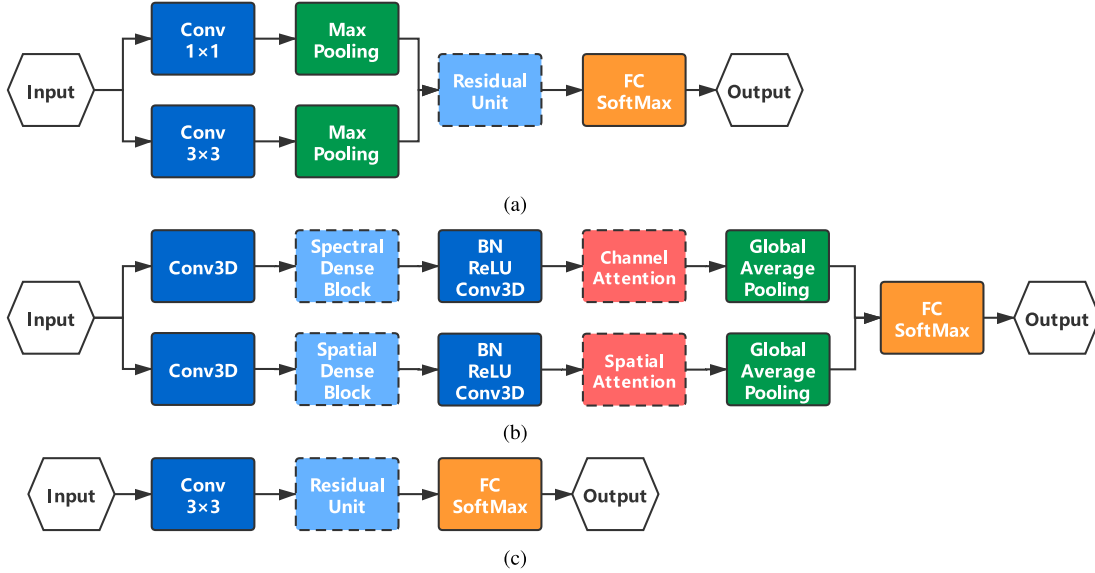 Input
Conv
1×1
Max
Pooling
Conv
3×3
Max
Pooling
Residual
Unit
FC
SoftMax
Output
(a)
Input
Conv3D
Spectral
Dense
Block
BN
ReLU
Conv3D
Channel
Attention
Global
Average
Pooling
Conv3D
Spatial
Dense
Block
BN
ReLU
Conv3D
Spatial
Attention
Global
Average
Pooling
FC
SoftMax
Output
(b)
Input
Conv
3×3
Residual
Unit
FC
SoftMax
Output
(c)